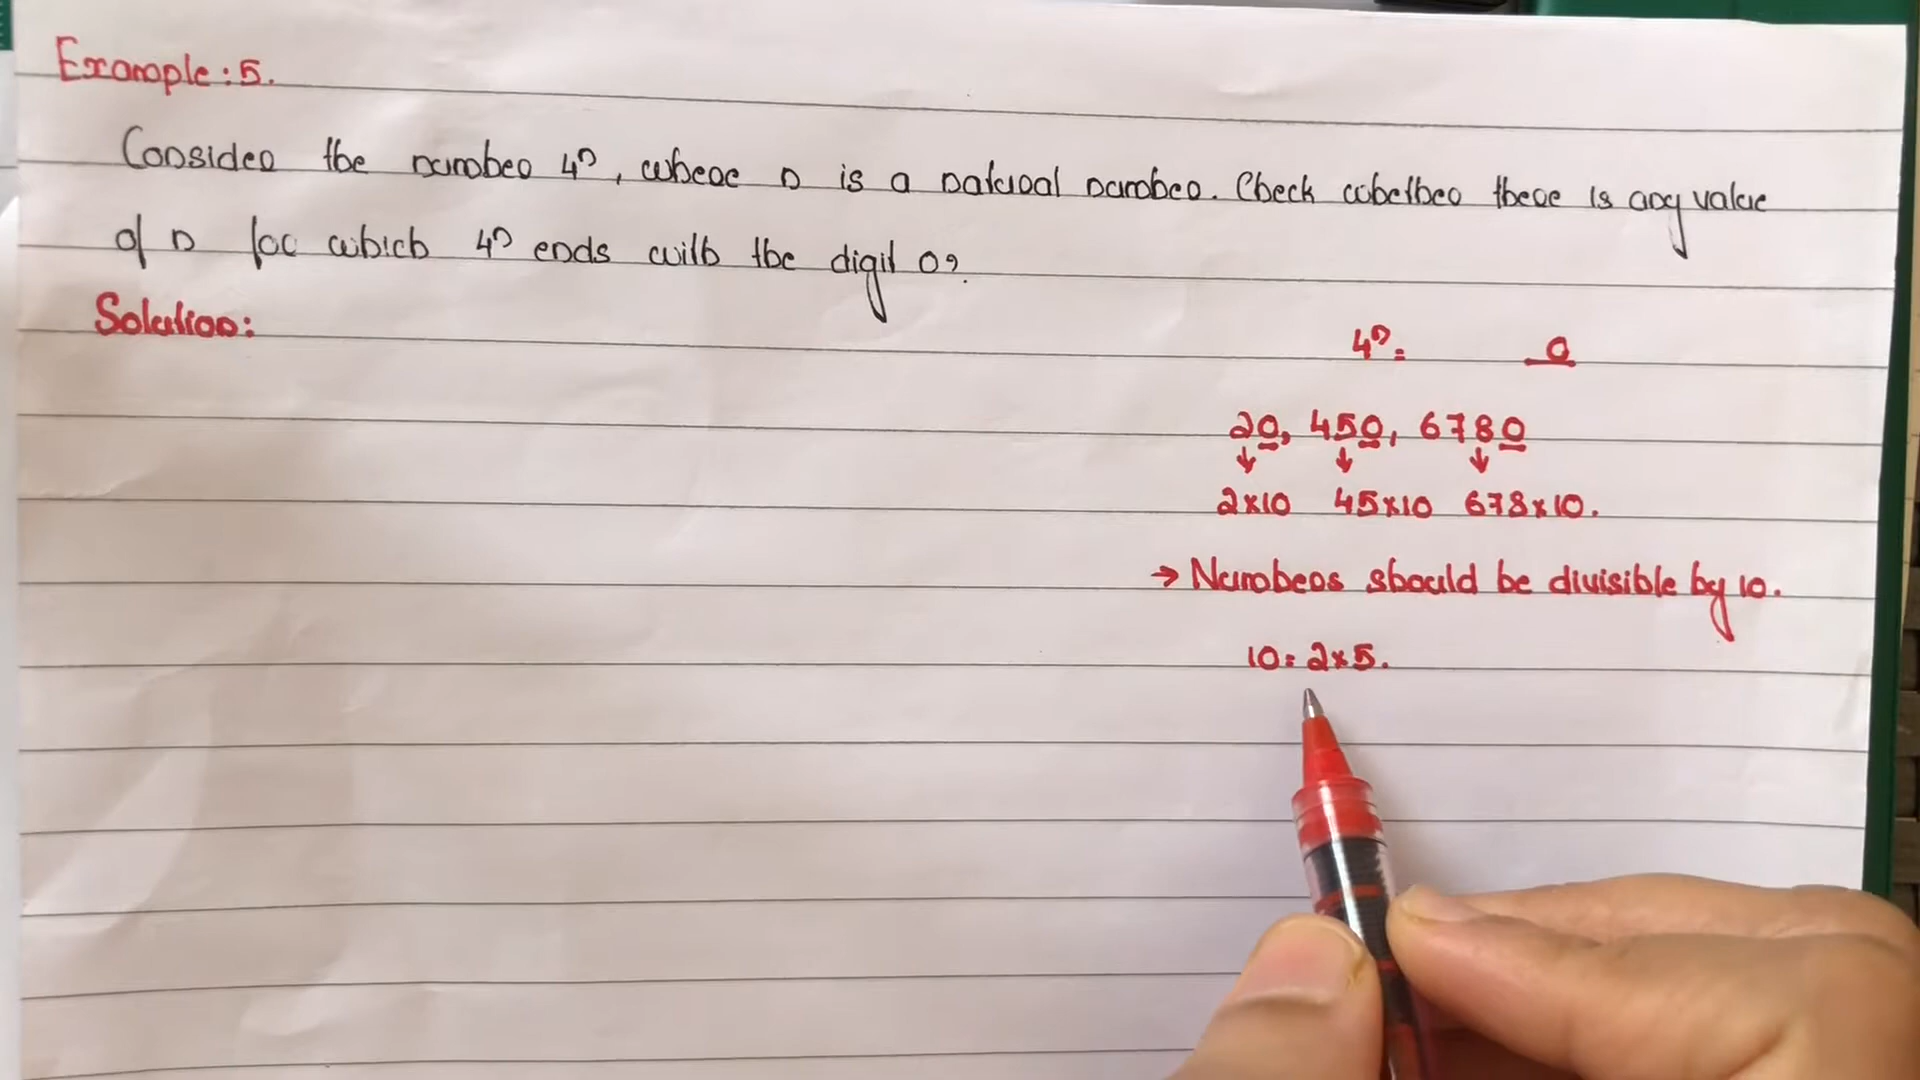 Example: 5.
Consider the number 4ⁿ, where n is a natural number. Check whether there is any value
of n for which 4ⁿ ends with the digit 0?
Solution:
4ⁿ = 0
20, 450, 6780
↓ ↓ ↓
2×10 45×10 678×10.
→ Numbers should be divisible by 10.
10 = 2×5.